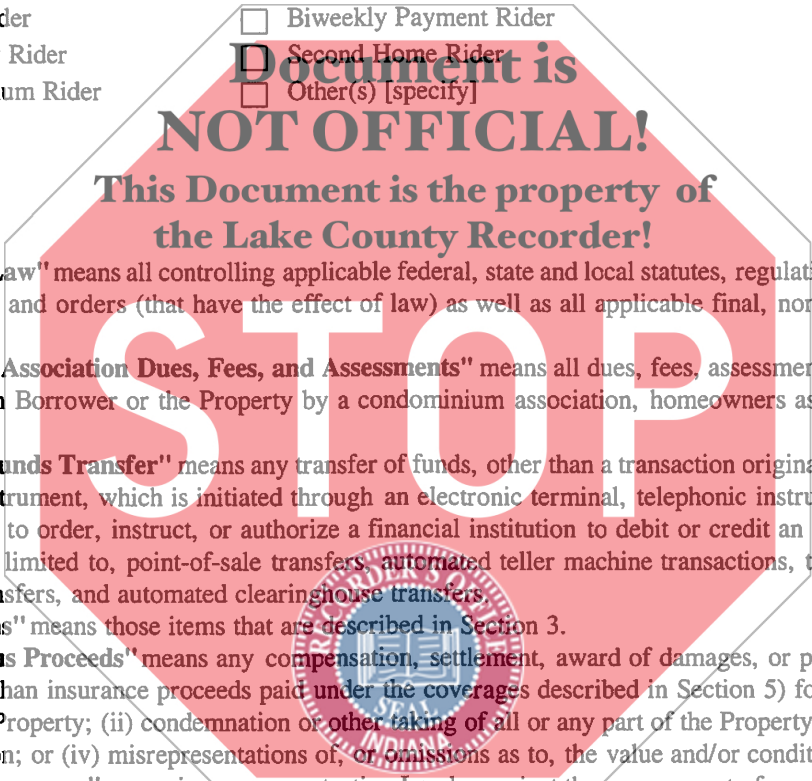 der ☐ Biweekly Payment Rider
Rider ☐ Second Home Rider
um Rider ☐ Other(s) [specify]
Document is
NOT OFFICIAL!
This Document is the property of
the Lake County Recorder!
aw" means all controlling applicable federal, state and local statutes, regulati
and orders (that have the effect of law) as well as all applicable final, non
Association Dues, Fees, and Assessments" means all dues, fees, assessmen
Borrower or the Property by a condominium association, homeowners as
STOP
unds Transfer" means any transfer of funds, other than a transaction origina
trument, which is initiated through an electronic terminal, telephonic instru
to order, instruct, or authorize a financial institution to debit or credit an
limited to, point-of-sale transfers, automated teller machine transactions, t
nsfers, and automated clearinghouse transfers.
s" means those items that are described in Section 3.
s Proceeds" means any compensation, settlement, award of damages, or p
han insurance proceeds paid under the coverages described in Section 5) fo
Property; (ii) condemnation or other taking of all or any part of the Property
n; or (iv) misrepresentations of, or omissions as to, the value and/or condit
RECORDER'S OFFICE
SEAL
INDIANA